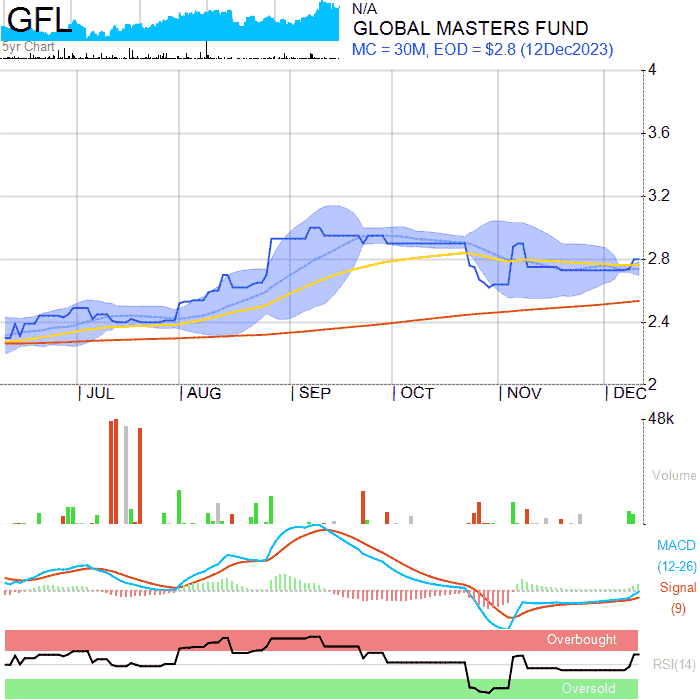 GFL
5yr Chart
N/A
GLOBAL MASTERS FUND
MC = 30M, EOD = $2.8 (12Dec2023)
4
3.6
3.2
2.8
2.4
2
JUL
AUG
SEP
OCT
NOV
DEC
48k
Volume
MACD
(12-26)
Signal
(9)
Overbought
RSI(14)
Oversold